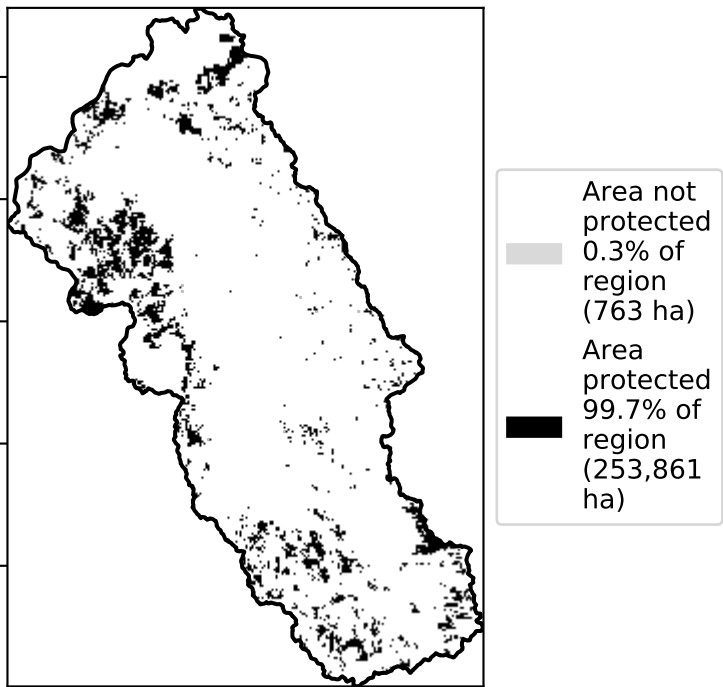 Area not
protected
0.3% of
region
(763 ha)
Area
protected
99.7% of
region
(253,861
ha)